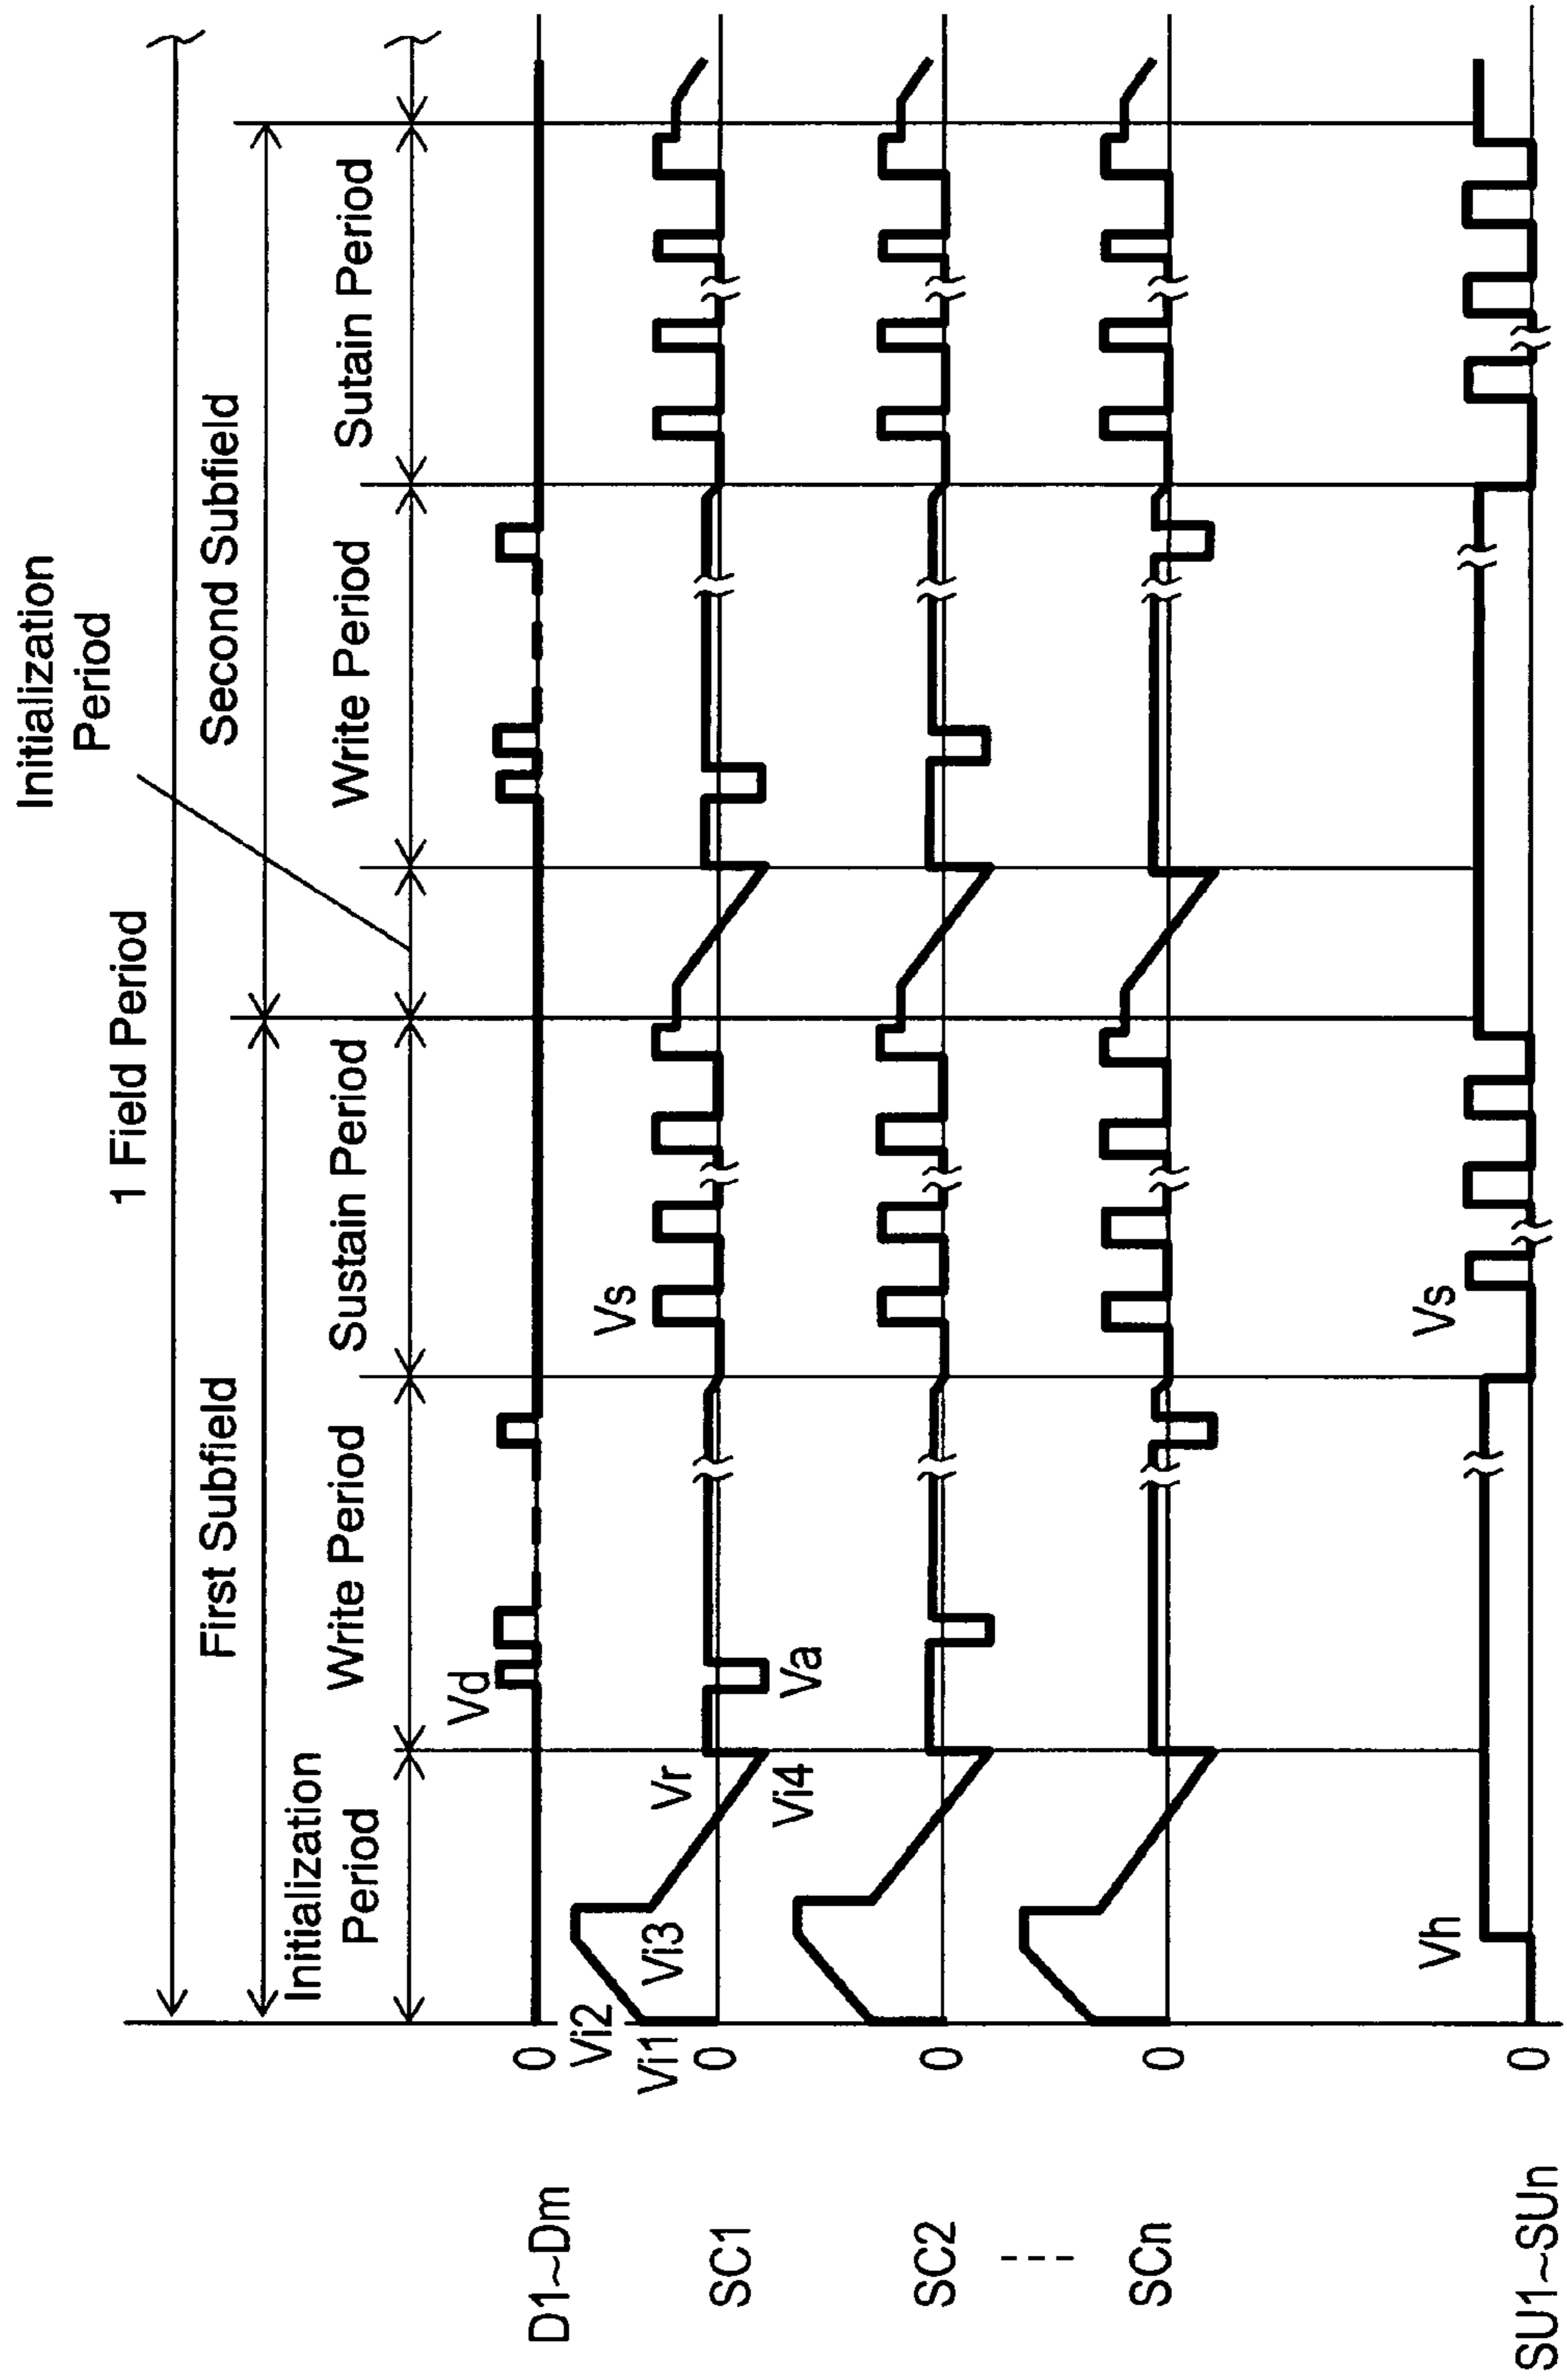 1 Field Period
Initialization
Period
First Subfield
Second Subfield
Initialization
Period
Write Period
Sustain Period
Write Period
Sutain Period
D1~Dm
0
Vd
SC1
0
Vi1
Vi2
Vi3
Vr
Vi4
Va
Vs
SC2
0
SCn
0
SU1~SUn
0
Vh
Vs